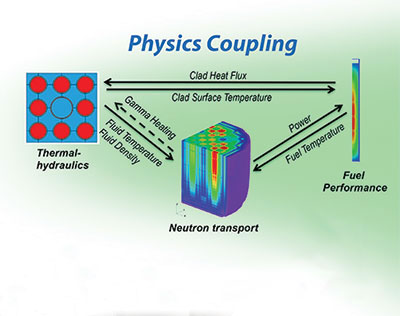 Physics Coupling
Clad Heat Flux
Clad Surface Temperature
Gamma Heating
Fluid Temperature
Fluid Density
Power
Fuel Temperature
Thermal-
hydraulics
Neutron transport
Fuel
Performance